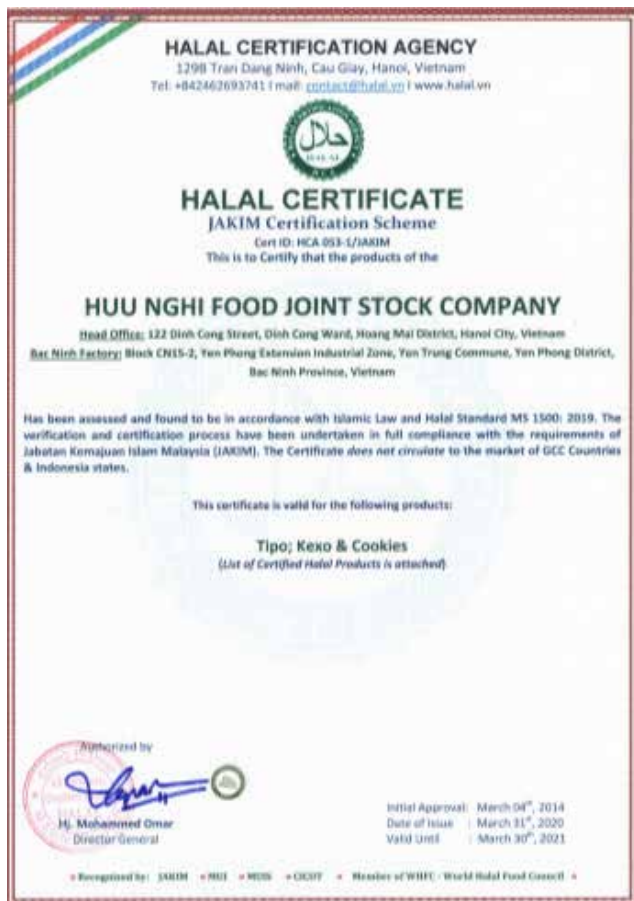 HALAL CERTIFICATION AGENCY
129B Tran Dang Ninh, Cau Giay, Hanoi, Vietnam
Tel: +842462693741 I mail: contact@halal.vn I www.halal.vn
حلال
HALAL
HALAL CERTIFICATE
JAKIM Certification Scheme
Cert ID: HCA 053-1/JAKIM
This is to Certify that the products of the
HUU NGHI FOOD JOINT STOCK COMPANY
Head Office: 122 Dinh Cong Street, Dinh Cong Ward, Hoang Mai District, Hanoi City, Vietnam
Bac Ninh Factory: Block CN15-2, Yen Phong Extension Industrial Zone, Yen Trung Commune, Yen Phong District,
Bac Ninh Province, Vietnam
Has been assessed and found to be in accordance with Islamic Law and Halal Standard MS 1500: 2019. The
verification and certification process have been undertaken in full compliance with the requirements of
Jabatan Kemajuan Islam Malaysia (JAKIM). The Certificate does not circulate to the market of GCC Countries
& Indonesia states.
This certificate is valid for the following products:
Tipo; Kexo & Cookies
(List of Certified Halal Products is attached)
Authorized by
Hj. Mohammed Omar
Director General
Initial Approval: March 04th, 2014
Date of Issue : March 31st, 2020
Valid Until : March 30th, 2021
Recognized by: JAKIM MUI MUIS CICOT Member of WHFC - World Halal Food Council